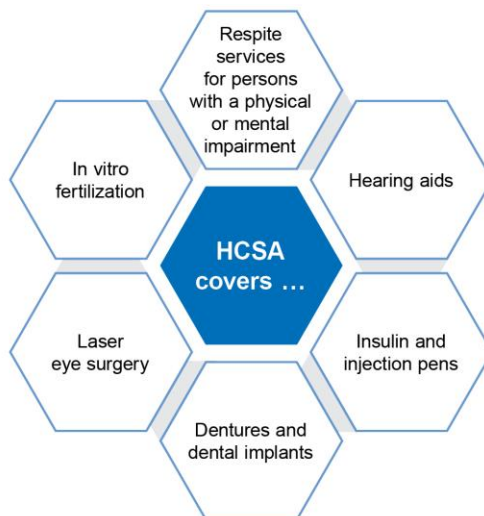 Respite
services
for persons
with a physical
or mental
impairment
In vitro
fertilization
Hearing aids
HCSA
covers …
Laser
eye surgery
Insulin and
injection pens
Dentures and
dental implants